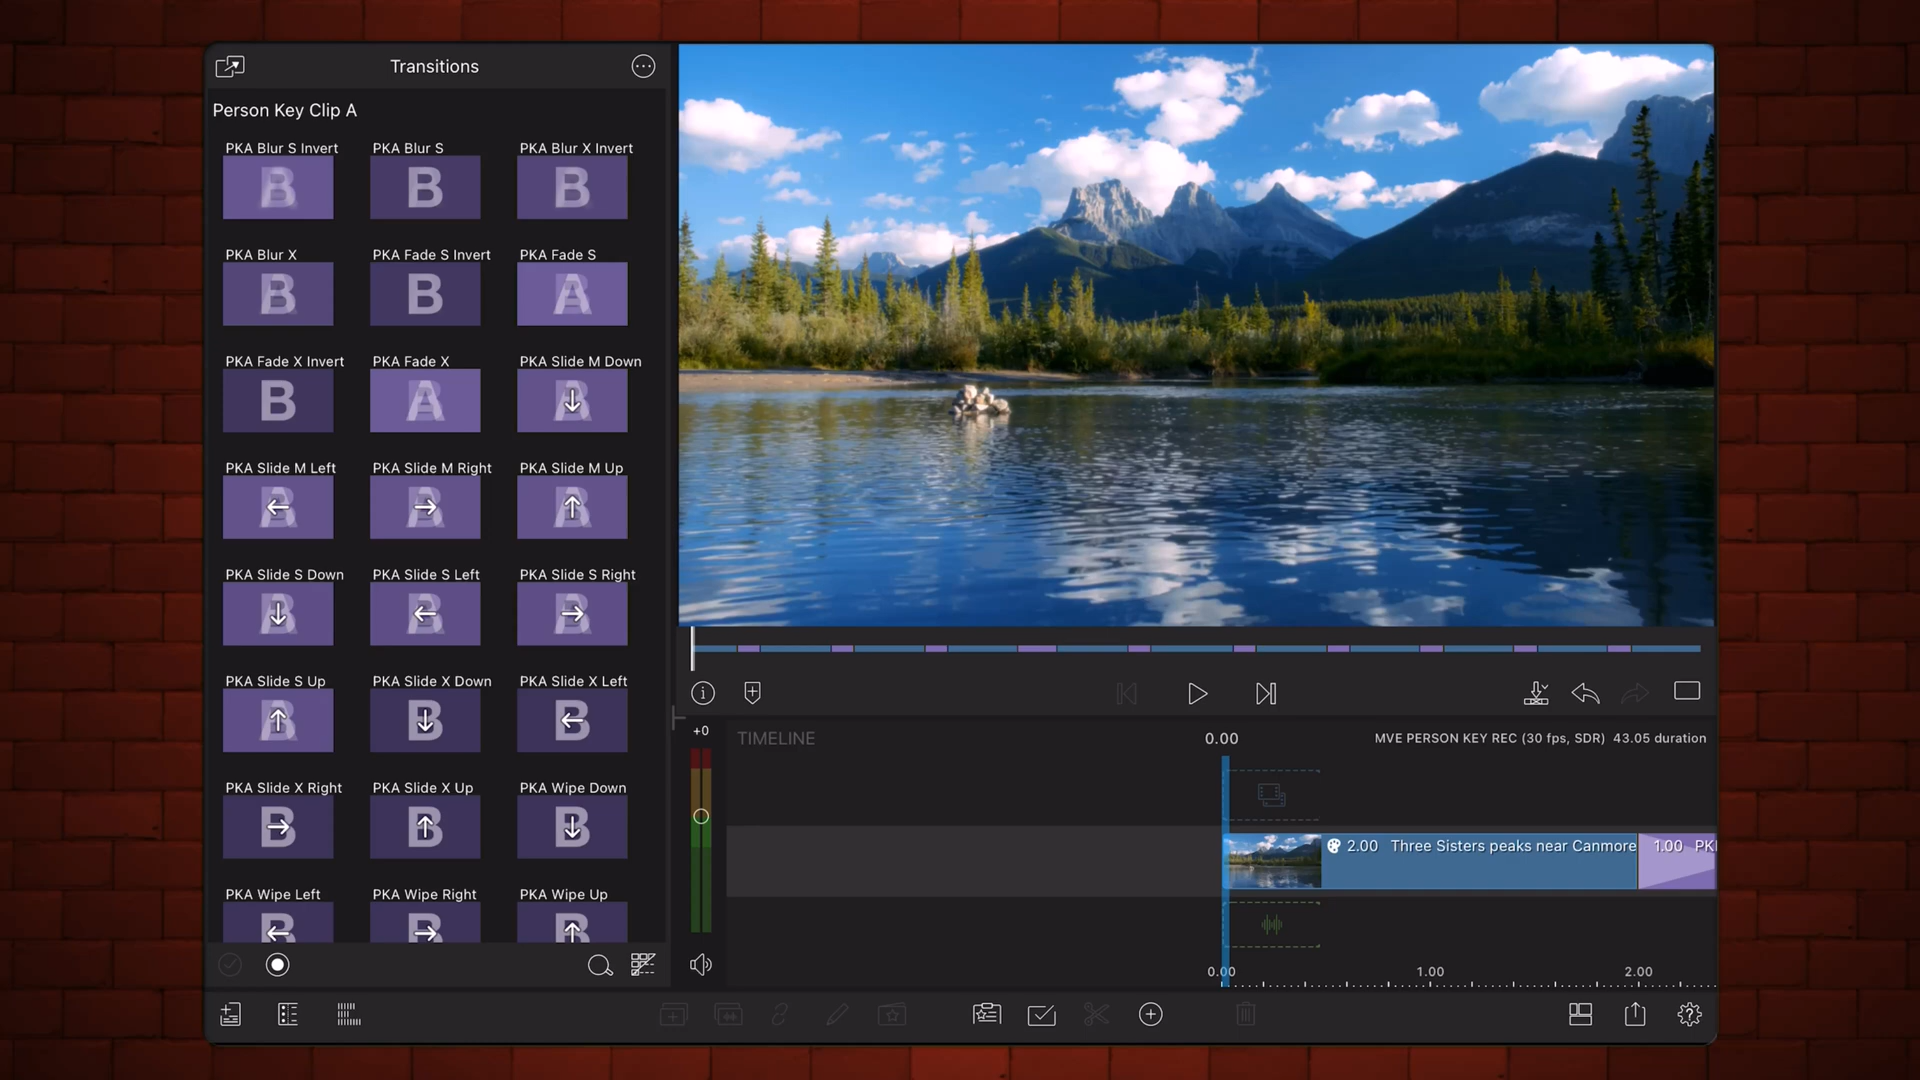 Transitions
Person Key Clip A
PKA Blur S Invert PKA Blur S PKA Blur X Invert
B B B
PKA Blur X PKA Fade S Invert PKA Fade S
B B A
PKA Fade X Invert PKA Fade X PKA Slide M Down
B A
PKA Slide M Left PKA Slide M Right PKA Slide M Up
PKA Slide S Down PKA Slide S Left PKA Slide S Right
PKA Slide S Up PKA Slide X Down PKA Slide X Left
B B
PKA Slide X Right PKA Slide X Up PKA Wipe Down
B B B
PKA Wipe Left PKA Wipe Right PKA Wipe Up
B B B
+0
TIMELINE 0.00 MVE PERSON KEY REC (30 fps, SDR) 43.05 duration
2.00 Three Sisters peaks near Canmore 1.00 PK
0.00 1.00 2.00